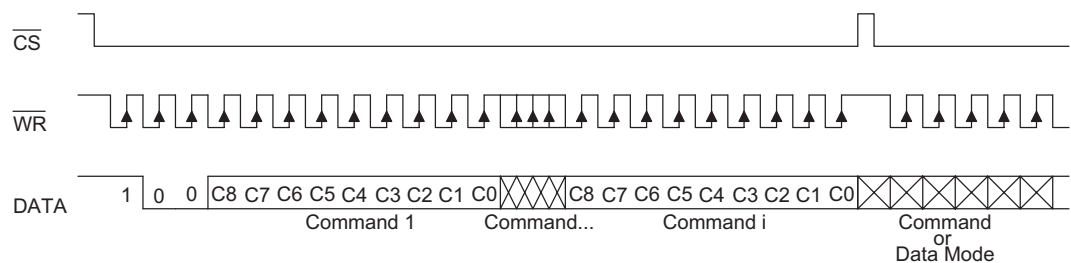 CS
WR
DATA 1 0 0 C8 C7 C6 C5 C4 C3 C2 C1 C0 C8 C7 C6 C5 C4 C3 C2 C1 C0
Command 1 Command... Command i Command
or
Data Mode